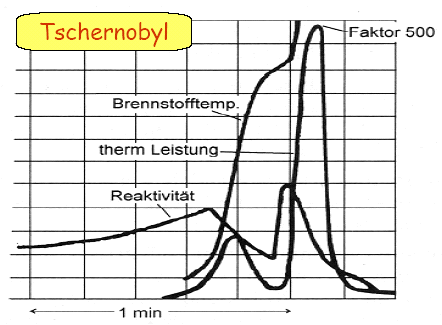 Tschernobyl
Faktor 500
Brennstofftemp.
therm Leistung
Reaktivität
1 min